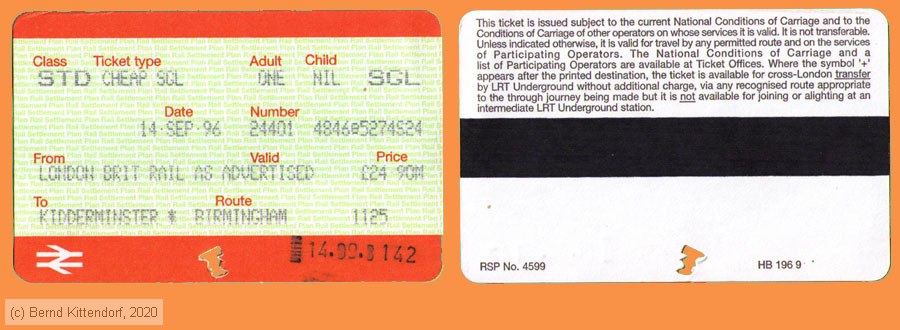 Rail Settlement Plan
Class Ticket type Adult Child
STD CHEAP SGL ONE NIL SGL
Date Number
14·SEP·96 24401 4846@5274S24
From Valid Price
LONDON BRIT RAIL AS ADVERTISED £24·90M
To Route
KIDDERMINSTER * BIRMINGHAM 1125
142
This ticket is issued subject to the current National Conditions of Carriage and to the
Conditions of Carriage of other operators on whose services it is valid. It is not transferable.
Unless indicated otherwise, it is valid for travel by any permitted route and on the services
of Participating Operators. The National Conditions of Carriage and a
list of Participating Operators are available at Ticket Offices. Where the symbol '+'
appears after the printed destination, the ticket is available for cross-London transfer
by LRT Underground without additional charge, via any recognised route appropriate
to the through journey being made but it is not available for joining or alighting at an
intermediate LRT Underground station.
RSP No. 4599 HB 196 9
(c) Bernd Kittendorf, 2020